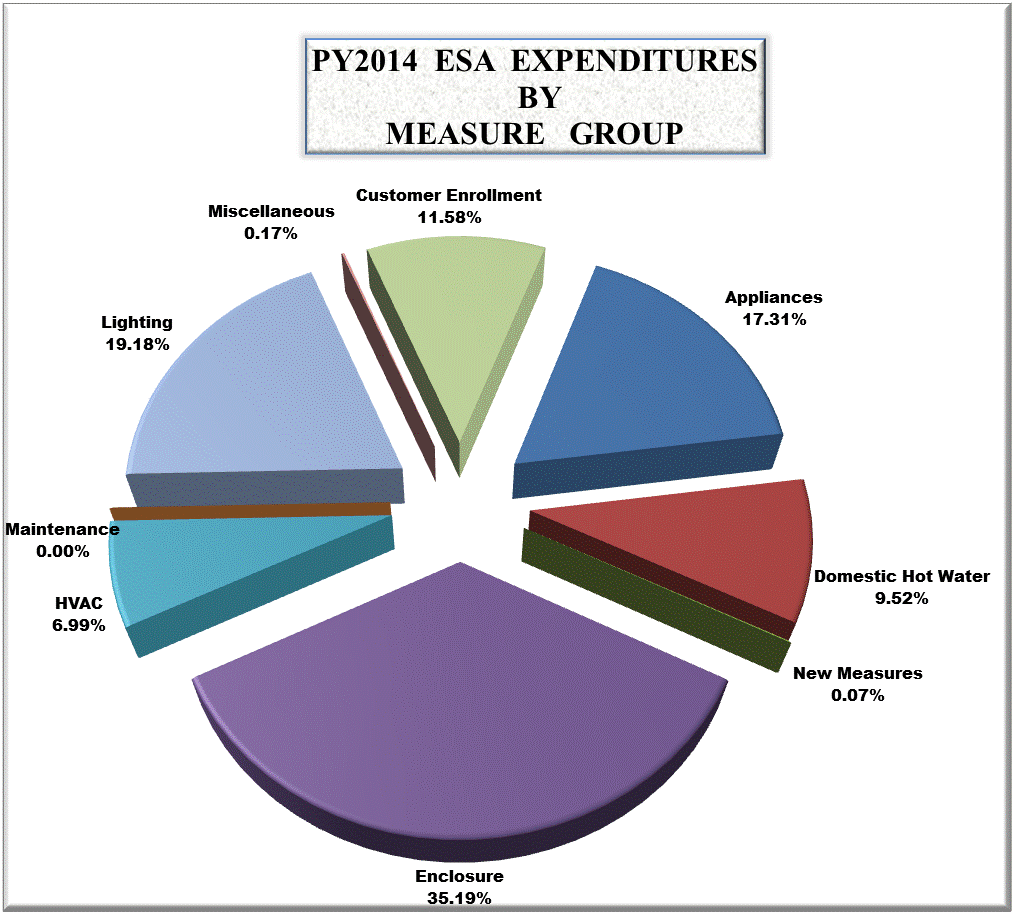 PY2014 ESA EXPENDITURES
BY
MEASURE GROUP
Customer Enrollment
11.58%
Miscellaneous
0.17%
Appliances
17.31%
Lighting
19.18%
Maintenance
0.00%
Domestic Hot Water
9.52%
HVAC
6.99%
New Measures
0.07%
Enclosure
35.19%